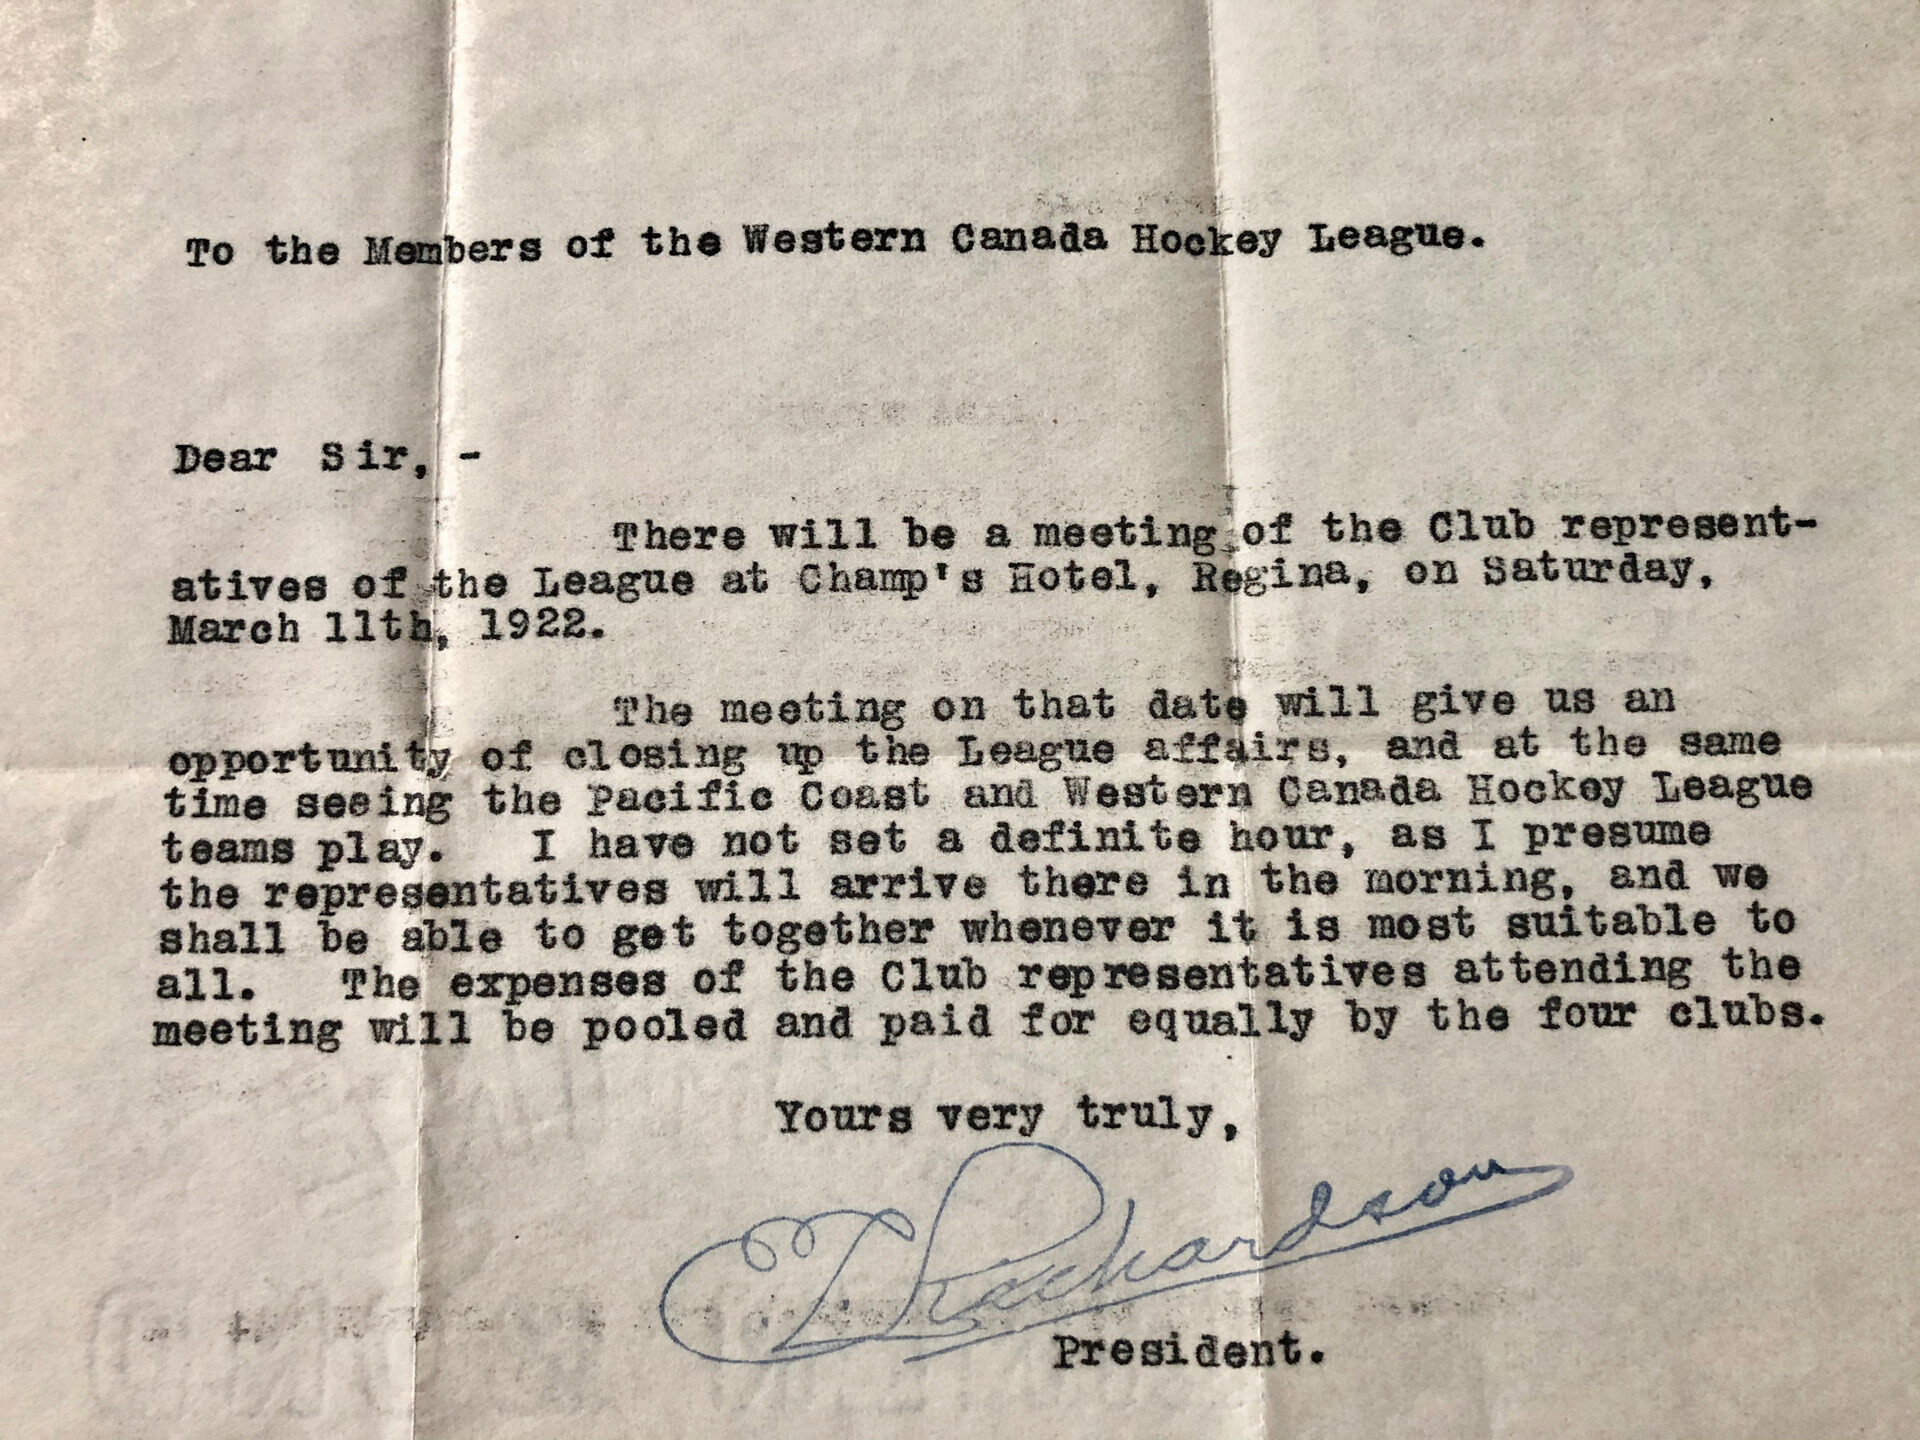 To the Members of the Western Canada Hockey League.
Dear Sir, -
There will be a meeting of the Club represent-
atives of the League at Champ's Hotel, Regina, on Saturday,
March 11th, 1922.
The meeting on that date will give us an
opportunity of closing up the League affairs, and at the same
time seeing the Pacific Coast and Western Canada Hockey League
teams play. I have not set a definite hour, as I presume
the representatives will arrive there in the morning, and we
shall be able to get together whenever it is most suitable to
all. The expenses of the Club representatives attending the
meeting will be pooled and paid for equally by the four clubs.
Yours very truly,
E. L. Richardson
President.